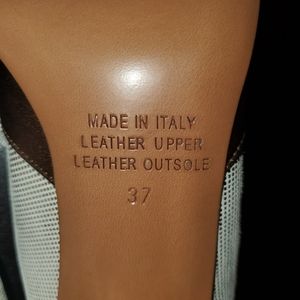 MADE IN ITALY
LEATHER UPPER
LEATHER OUTSOLE
37